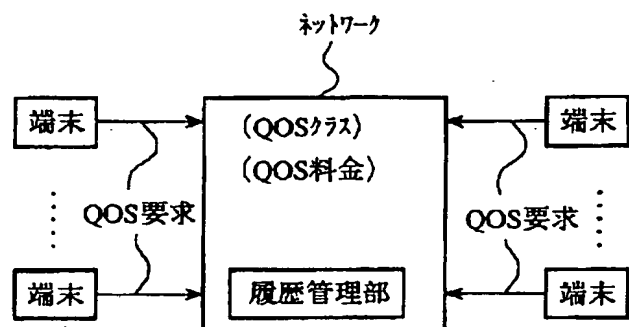 ネットワーク
端末
(QOSクラス)
端末
(QOS料金)
QOS要求
QOS要求
端末
履歴管理部
端末